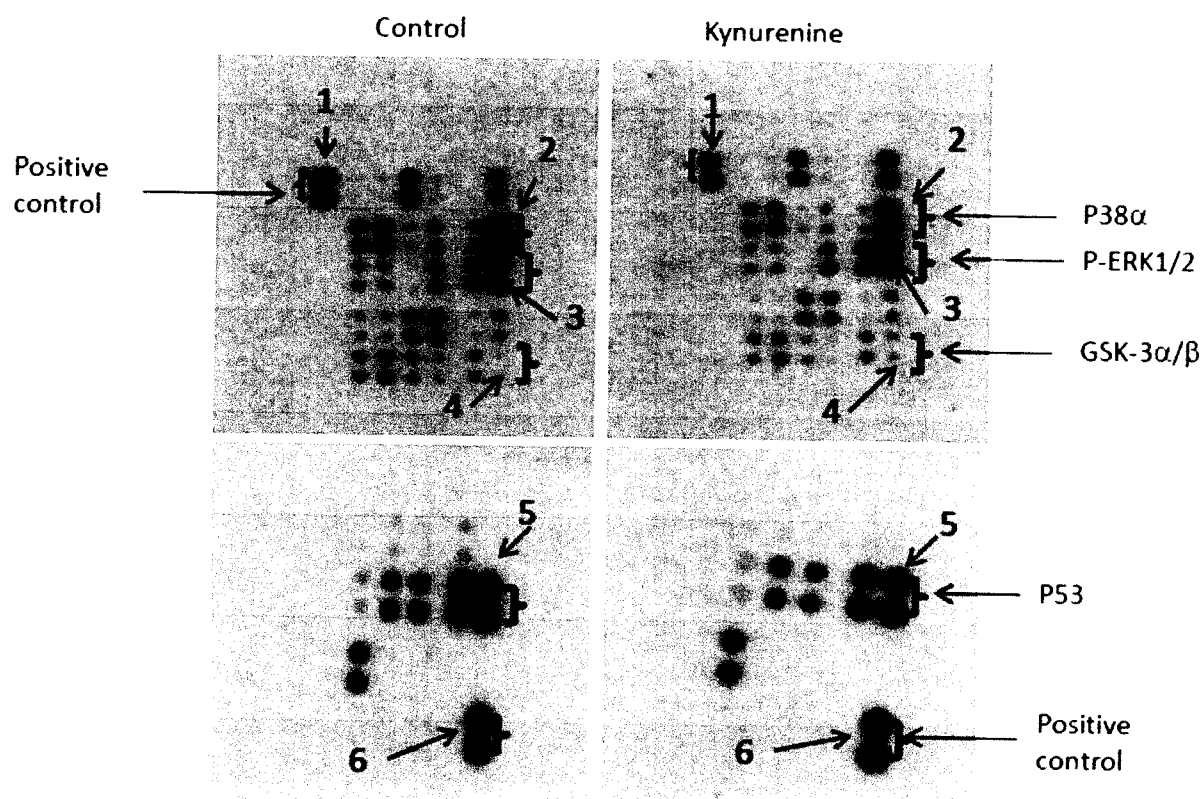 Control
Kynurenine
1
1
2
2
Positive
control
P38α
P-ERK1/2
3
3
GSK-3α/β
4
4
5
5
P53
6
6
Positive
control